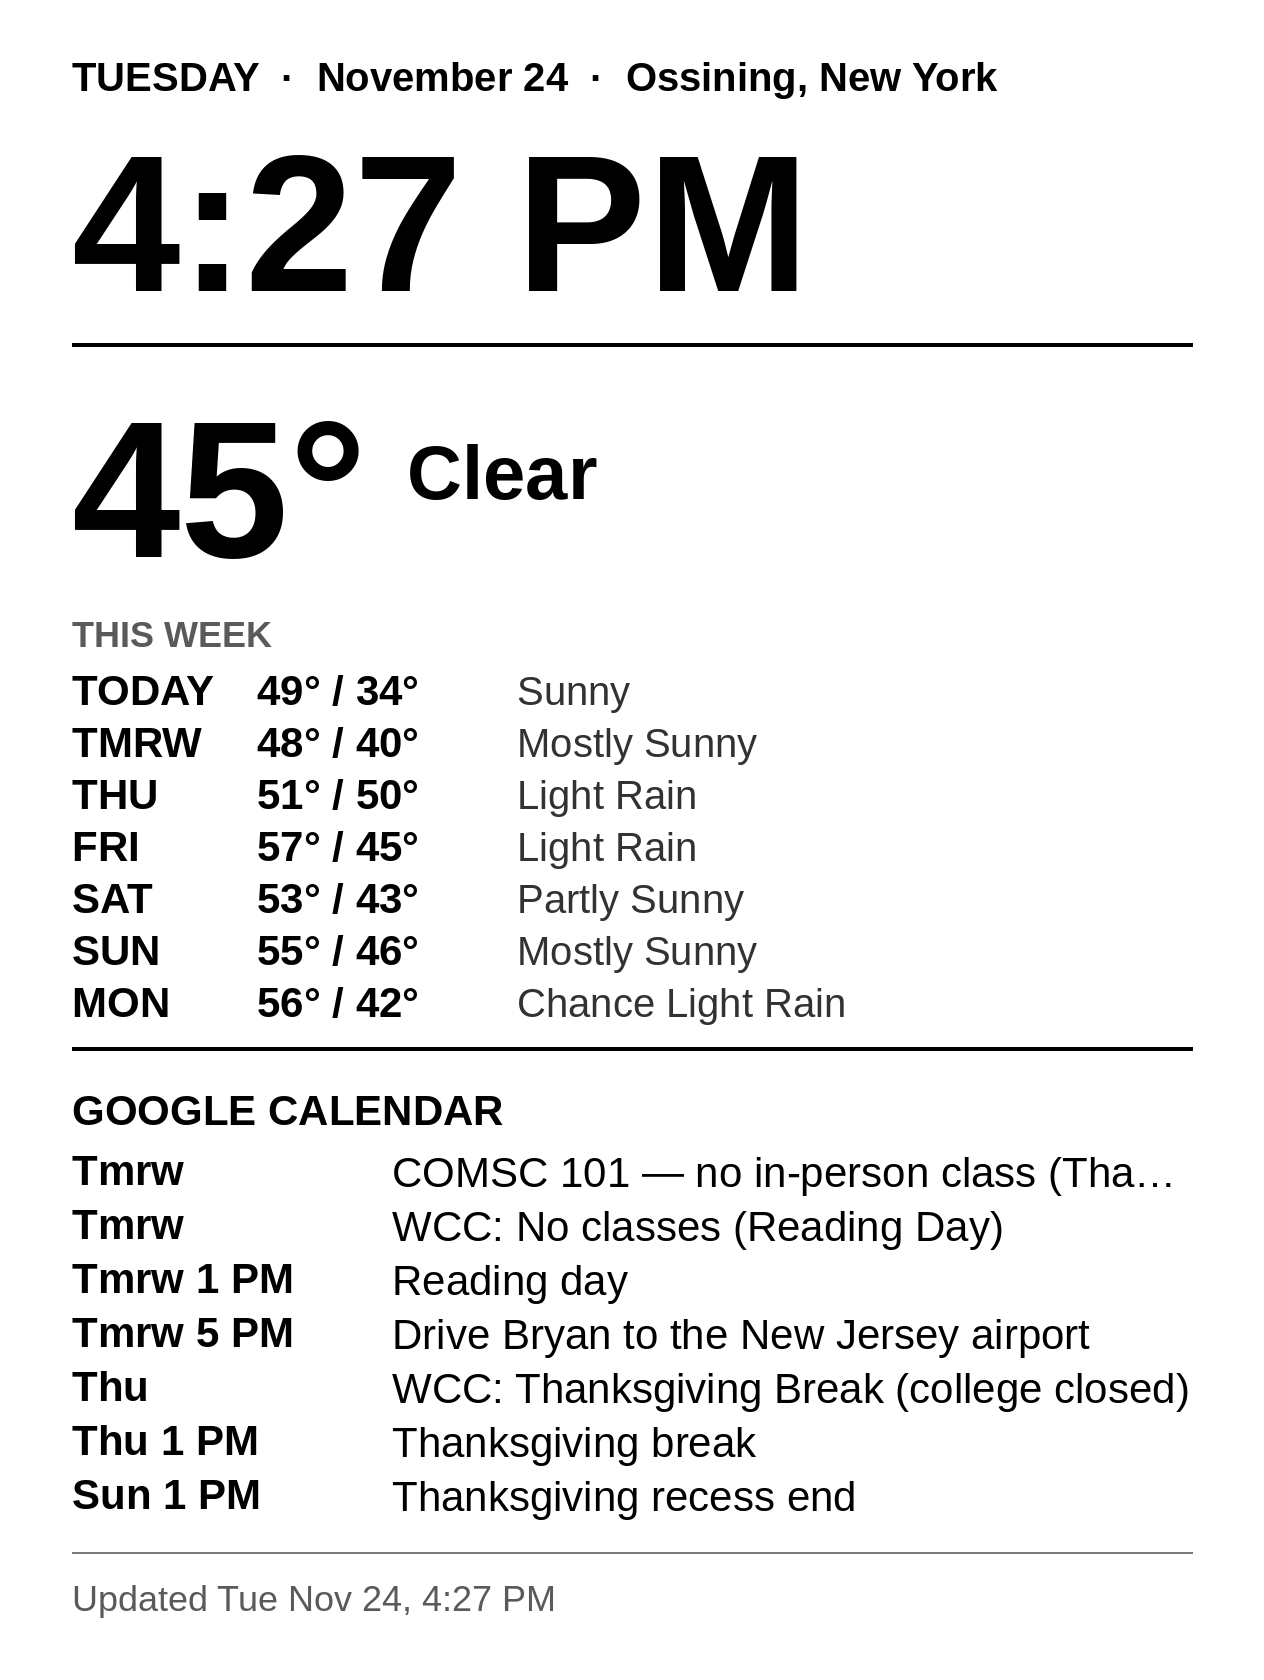 TUESDAY · November 24 · Ossining, New York
4:27 PM
45° Clear
THIS WEEK
TODAY 49° / 34° Sunny
TMRW 48° / 40° Mostly Sunny
THU 51° / 50° Light Rain
FRI 57° / 45° Light Rain
SAT 53° / 43° Partly Sunny
SUN 55° / 46° Mostly Sunny
MON 56° / 42° Chance Light Rain
GOOGLE CALENDAR
Tmrw COMSC 101 — no in-person class (Tha…
Tmrw WCC: No classes (Reading Day)
Tmrw 1 PM Reading day
Tmrw 5 PM Drive Bryan to the New Jersey airport
Thu WCC: Thanksgiving Break (college closed)
Thu 1 PM Thanksgiving break
Sun 1 PM Thanksgiving recess end
Updated Tue Nov 24, 4:27 PM